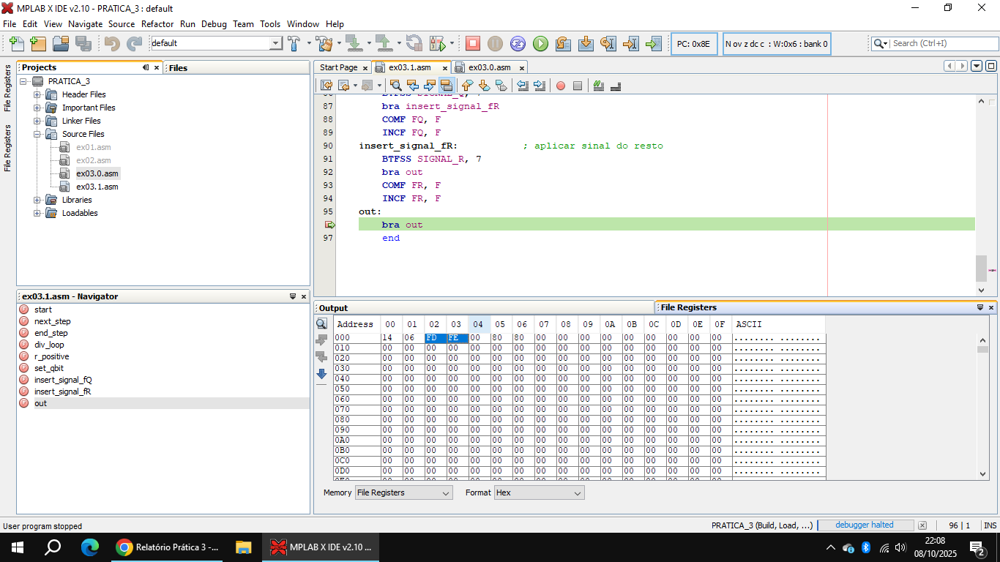 MPLAB X IDE v2.10 - PRATICA_3 : default
File Edit View Navigate Source Refactor Run Debug Team Tools Window Help
default PC: 0x8E N ov z dc c : W:0x6 : bank 0 Search (Ctrl+I)
File Registers
File Registers
Projects Files
PRATICA_3
Header Files
Important Files
Linker Files
Source Files
ex01.asm
ex02.asm
ex03.0.asm
ex03.1.asm
Libraries
Loadables
ex03.1.asm - Navigator
start
next_step
end_step
div_loop
r_positive
set_qbit
insert_signal_fQ
insert_signal_fR
out
Start Page ex03.1.asm ex03.0.asm
BTFSS SIGNAL_Q, 7
87 bra insert_signal_fR
88 COMF FQ, F
89 INCF FQ, F
90 insert_signal_fR: ; aplicar sinal do resto
91 BTFSS SIGNAL_R, 7
92 bra out
93 COMF FR, F
94 INCF FR, F
95 out:
bra out
97 end
Output File Registers
Address 00 01 02 03 04 05 06 07 08 09 0A 0B 0C 0D 0E 0F ASCII
000 14 06 FD FE 00 80 80 00 00 00 00 00 00 00 00 00 ........ ........
010 00 00 00 00 00 00 00 00 00 00 00 00 00 00 00 00 ........ ........
020 00 00 00 00 00 00 00 00 00 00 00 00 00 00 00 00 ........ ........
030 00 00 00 00 00 00 00 00 00 00 00 00 00 00 00 00 ........ ........
040 00 00 00 00 00 00 00 00 00 00 00 00 00 00 00 00 ........ ........
050 00 00 00 00 00 00 00 00 00 00 00 00 00 00 00 00 ........ ........
060 00 00 00 00 00 00 00 00 00 00 00 00 00 00 00 00 ........ ........
070 00 00 00 00 00 00 00 00 00 00 00 00 00 00 00 00 ........ ........
080 00 00 00 00 00 00 00 00 00 00 00 00 00 00 00 00 ........ ........
090 00 00 00 00 00 00 00 00 00 00 00 00 00 00 00 00 ........ ........
0A0 00 00 00 00 00 00 00 00 00 00 00 00 00 00 00 00 ........ ........
0B0 00 00 00 00 00 00 00 00 00 00 00 00 00 00 00 00 ........ ........
0C0 00 00 00 00 00 00 00 00 00 00 00 00 00 00 00 00 ........ ........
0D0 00 00 00 00 00 00 00 00 00 00 00 00 00 00 00 00 ........ ........
Memory File Registers Format Hex
User program stopped PRATICA_3 (Build, Load, ...) debugger halted 96 | 1 INS
Relatório Prática 3 -... MPLAB X IDE v2.10 ... 22:08
08/10/2025 2